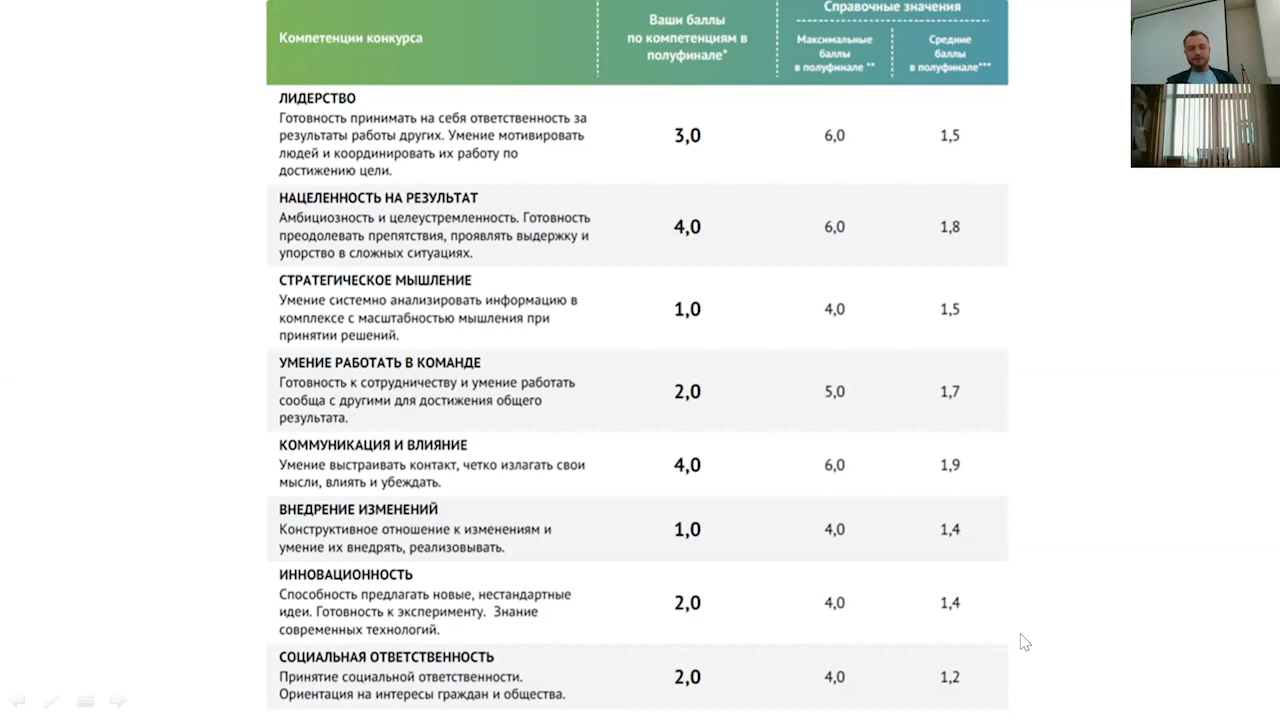 Компетенции конкурса
Ваши баллы
по компетенциям в
полуфинале*
Справочные значения
Максимальные
баллы
в полуфинале **
Средние
баллы
в полуфинале***
ЛИДЕРСТВО
Готовность принимать на себя ответственность за
результаты работы других. Умение мотивировать
людей и координировать их работу по
достижению цели.
3,0
6,0
1,5
НАЦЕЛЕННОСТЬ НА РЕЗУЛЬТАТ
Амбициозность и целеустремленность. Готовность
преодолевать препятствия, проявлять выдержку и
упорство в сложных ситуациях.
4,0
6,0
1,8
СТРАТЕГИЧЕСКОЕ МЫШЛЕНИЕ
Умение системно анализировать информацию в
комплексе с масштабностью мышления при
принятии решений.
1,0
4,0
1,5
УМЕНИЕ РАБОТАТЬ В КОМАНДЕ
Готовность к сотрудничеству и умение работать
сообща с другими для достижения общего
результата.
2,0
5,0
1,7
КОММУНИКАЦИЯ И ВЛИЯНИЕ
Умение выстраивать контакт, четко излагать свои
мысли, влиять и убеждать.
4,0
6,0
1,9
ВНЕДРЕНИЕ ИЗМЕНЕНИЙ
Конструктивное отношение к изменениям и
умение их внедрять, реализовывать.
1,0
4,0
1,4
ИННОВАЦИОННОСТЬ
Способность предлагать новые, нестандартные
идеи. Готовность к эксперименту. Знание
современных технологий.
2,0
4,0
1,4
СОЦИАЛЬНАЯ ОТВЕТСТВЕННОСТЬ
Принятие социальной ответственности.
Ориентация на интересы граждан и общества.
2,0
4,0
1,2